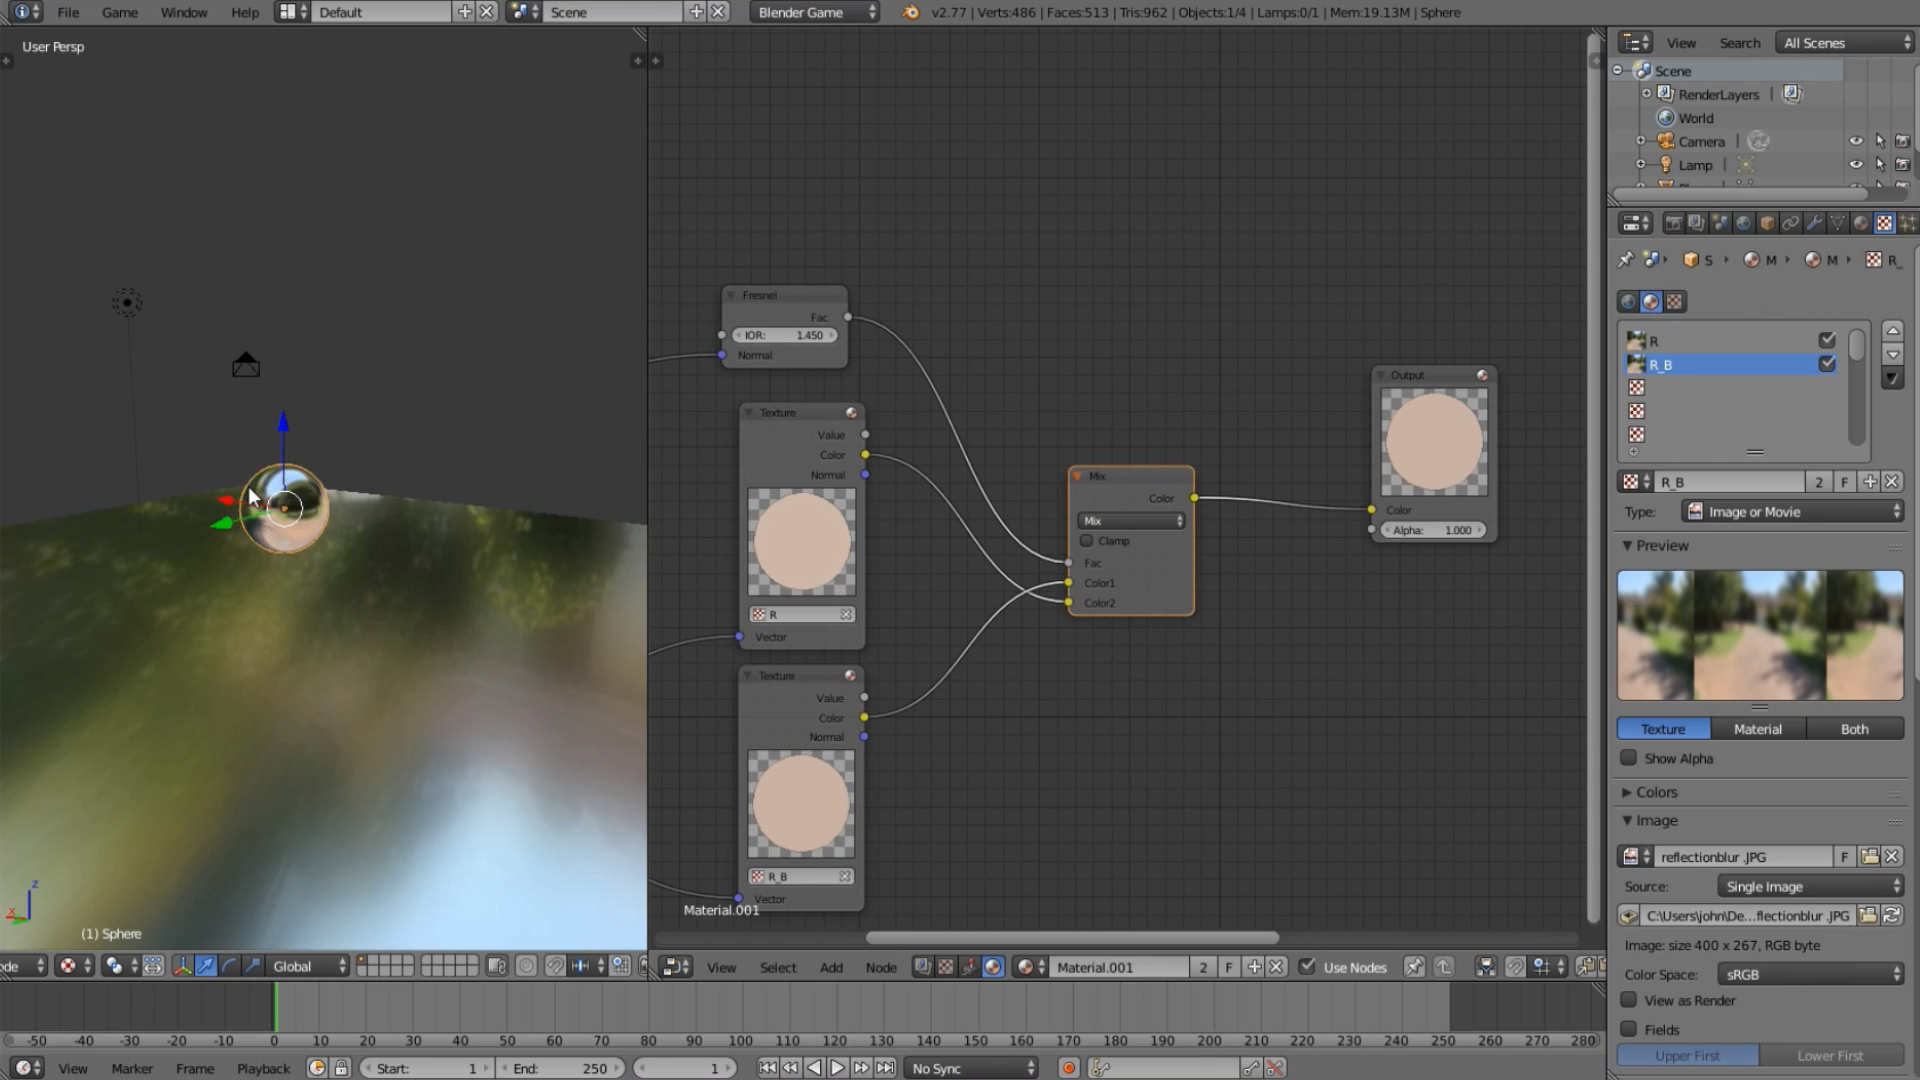 File Game Window Help Default Scene Blender Game v2.77 | Verts:486 | Faces:513 | Tris:962 | Objects:1/4 | Lamps:0/1 | Mem:19.13M | Sphere
User Persp
(1) Sphere
Fresnel
Fac
IOR: 1.450
Normal
Texture
Value
Color
Normal
R
Vector
Texture
Value
Color
Normal
R_B
Vector
Material.001
Mix
Color
Mix
Clamp
Fac
Color1
Color2
Output
Color
Alpha: 1.000
View Search All Scenes
Scene
RenderLayers
World
Camera
Lamp
S M M R_
R
R_B
R_B 2 F
Type: Image or Movie
Preview
Texture Material Both
Show Alpha
Colors
Image
reflectionblur .JPG F
Source: Single Image
C:\Users\john\De...flectionblur .JPG
Image: size 400 x 267, RGB byte
Color Space: sRGB
View as Render
Fields
Upper First Lower First
ode Global
View Select Add Node Material.001 2 F Use Nodes
-50 -40 -30 -20 -10 0 10 20 30 40 50 60 70 80 90 100 110 120 130 140 150 160 170 180 190 200 210 220 230 240 250 260 270 280
View Marker Frame Playback Start: 1 End: 250 1 No Sync